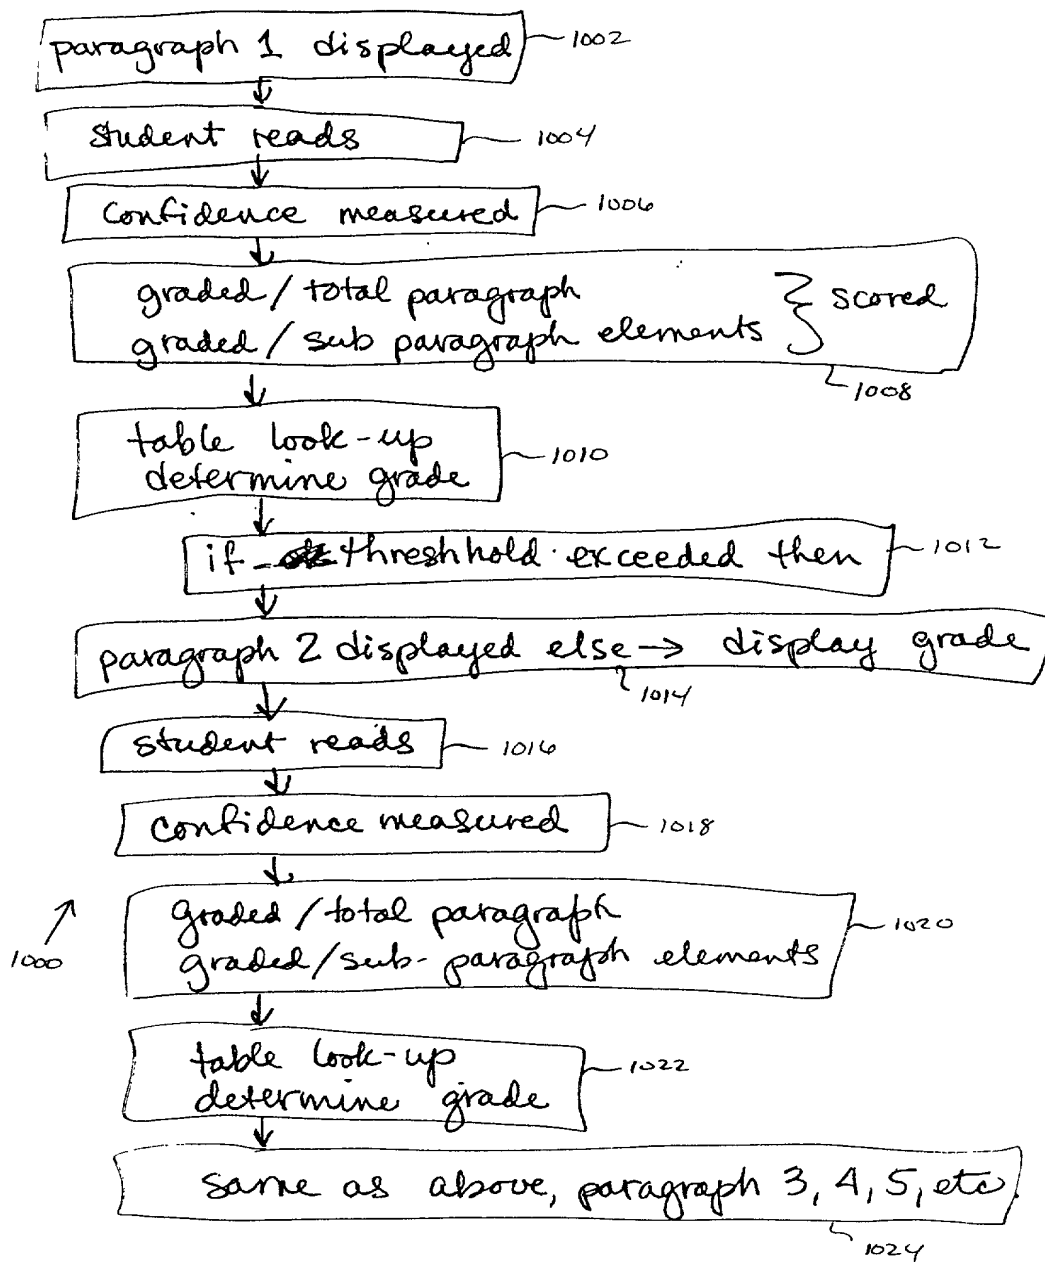 paragraph 1 displayed 1002
student reads 1004
confidence measured 1006
graded / total paragraph
graded / sub paragraph elements } scored
1008
table look-up
determine grade 1010
if threshhold exceeded then 1012
paragraph 2 displayed else → display grade
1014
student reads 1016
confidence measured 1018
graded / total paragraph
graded/sub-paragraph elements 1020
1000
table look-up
determine grade 1022
same as above, paragraph 3, 4, 5, etc.
1024